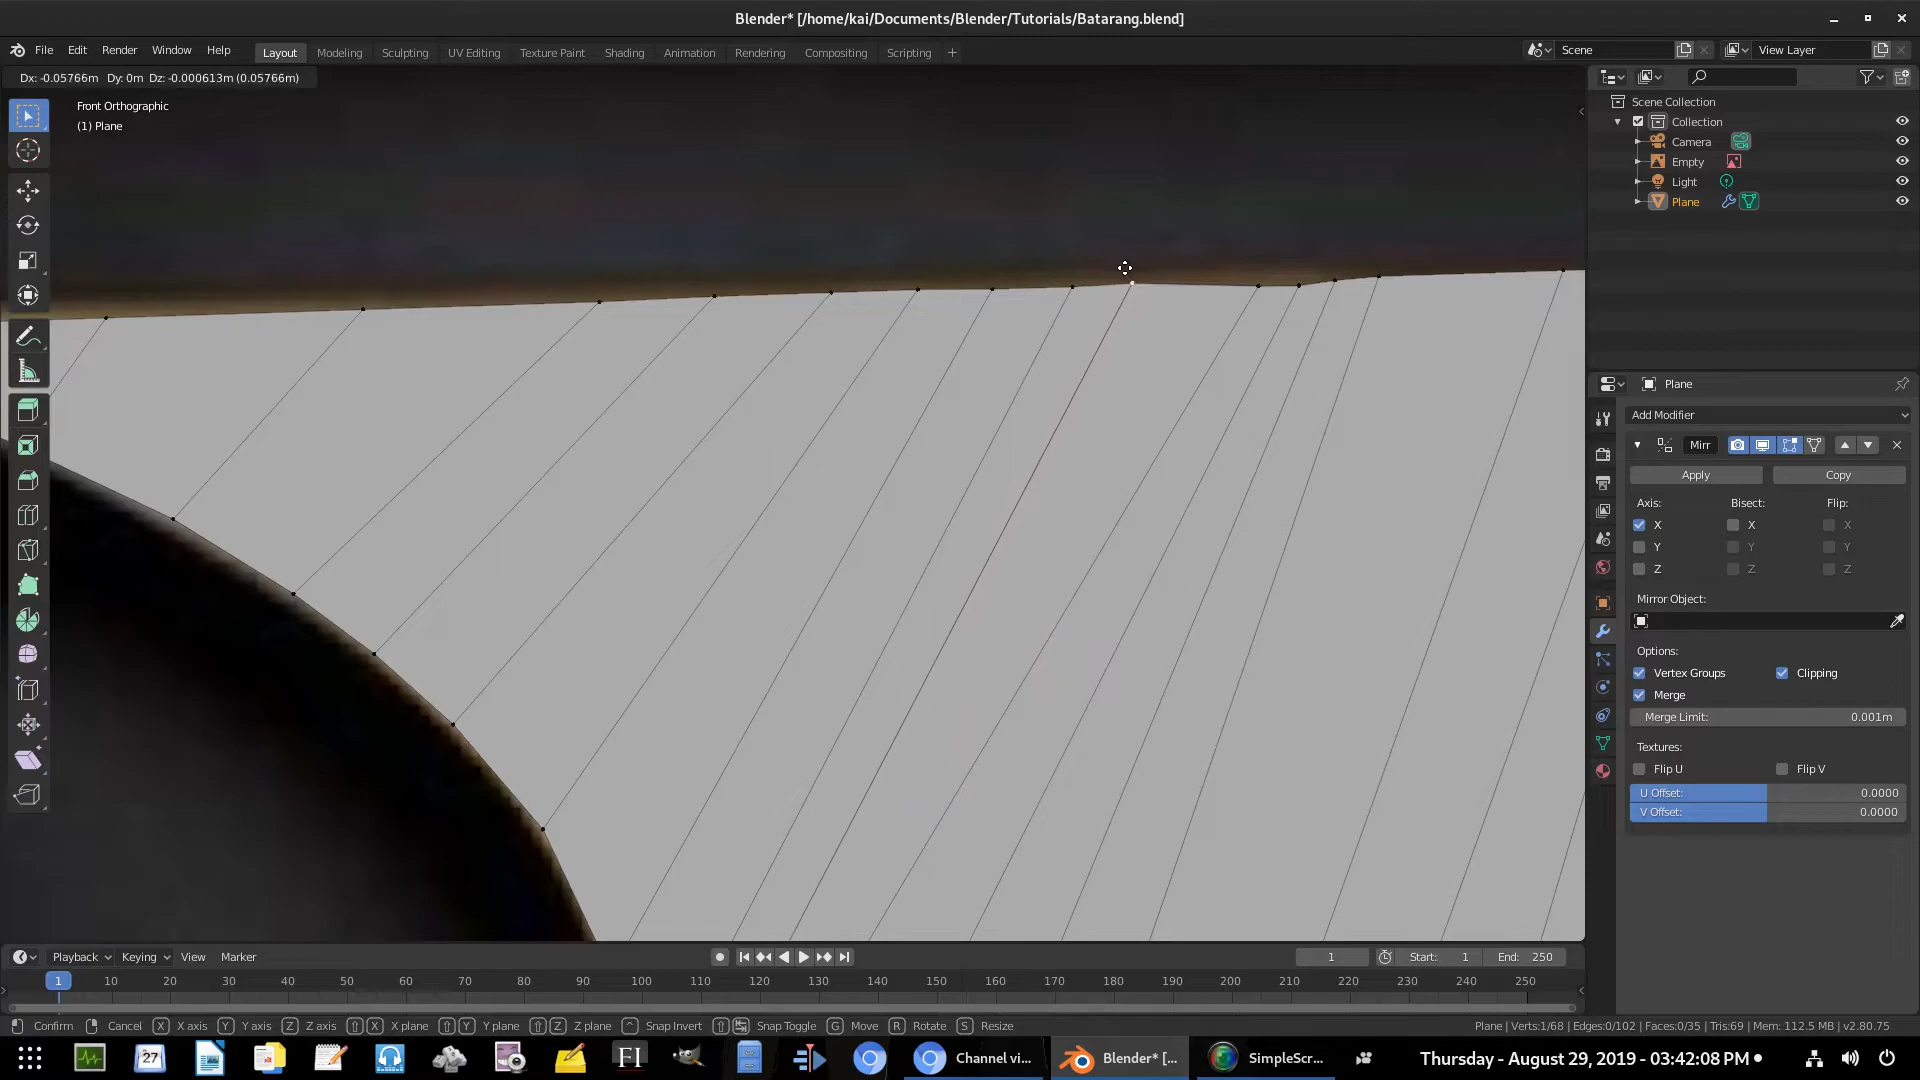 Blender* [/home/kai/Documents/Blender/Tutorials/Batarang.blend]
File Edit Render Window Help
Layout Modeling Sculpting UV Editing Texture Paint Shading Animation Rendering Compositing Scripting +
Scene
View Layer
Dx: -0.05766m Dy: 0m Dz: -0.000613m (0.05766m)
Front Orthographic
(1) Plane
Scene Collection
Collection
Camera
Empty
Light
Plane
Plane
Add Modifier
Mirr
Apply Copy
Axis: Bisect: Flip:
X X X
Y Y Y
Z Z Z
Mirror Object:
Options:
Vertex Groups Clipping
Merge
Merge Limit: 0.001m
Textures:
Flip U Flip V
U Offset: 0.0000
V Offset: 0.0000
Playback Keying View Marker
1 Start: 1 End: 250
1 10 20 30 40 50 60 70 80 90 100 110 120 130 140 150 160 170 180 190 200 210 220 230 240 250
Confirm Cancel X X axis Y Y axis Z Z axis X X plane Y Y plane Z Z plane ^ Snap Invert Snap Toggle G Move R Rotate S Resize
Plane | Verts:1/68 | Edges:0/102 | Faces:0/35 | Tris:69 | Mem: 112.5 MB | v2.80.75
27 FI Channel vi... Blender* [... SimpleScr... Thursday - August 29, 2019 - 03:42:08 PM